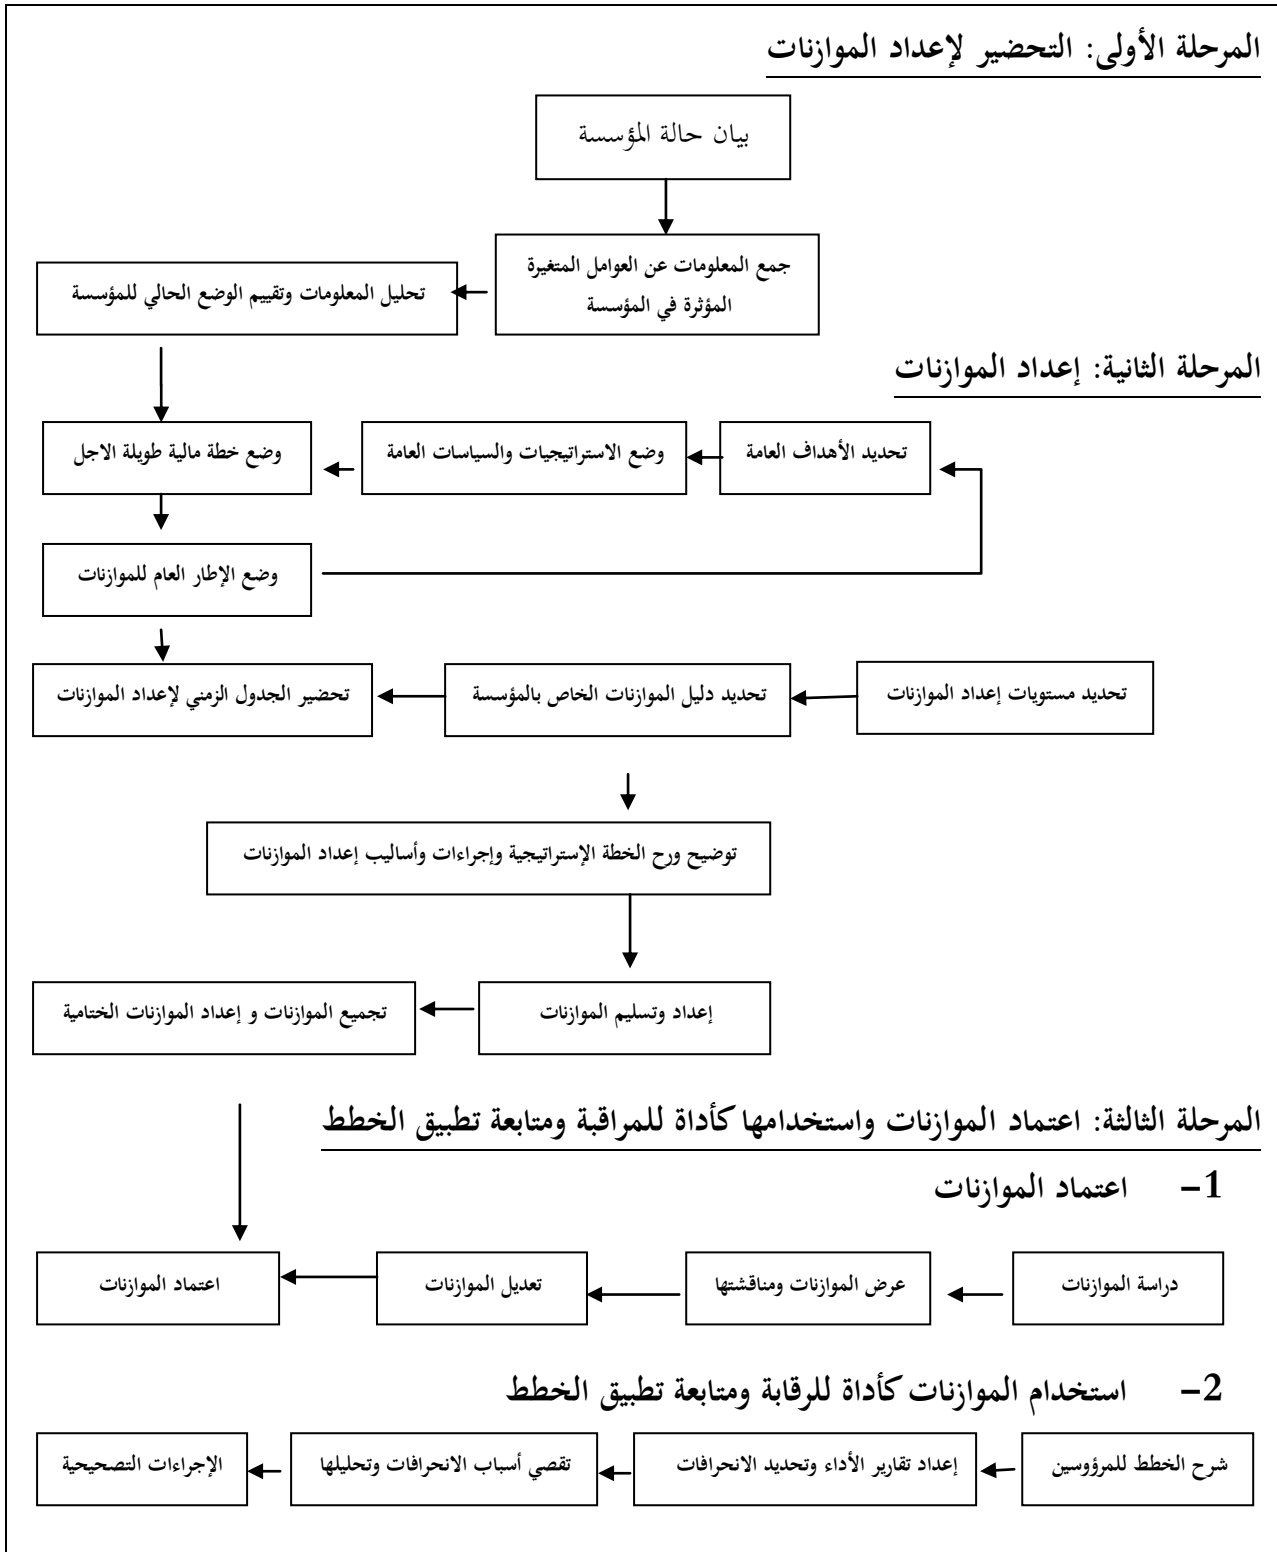 المرحلة الأولى: التحضير لإعداد الموازنات
بيان حالة المؤسسة
جمع المعلومات عن العوامل المتغيرة
المؤثرة في المؤسسة
تحليل المعلومات وتقييم الوضع الحالي للمؤسسة
المرحلة الثانية: إعداد الموازنات
تحديد الأهداف العامة
وضع الاستراتيجيات والسياسات العامة
وضع خطة مالية طويلة الاجل
وضع الإطار العام للموازنات
تحديد مستويات إعداد الموازنات
تحديد دليل الموازنات الخاص بالمؤسسة
تحضير الجدول الزمني لإعداد الموازنات
توضيح ورح الخطة الإستراتيجية وإجراءات وأساليب إعداد الموازنات
إعداد وتسليم الموازنات
تجميع الموازنات و إعداد الموازنات الختامية
المرحلة الثالثة: اعتماد الموازنات واستخدامها كأداة للمراقبة ومتابعة تطبيق الخطط
1- اعتماد الموازنات
دراسة الموازنات
عرض الموازنات ومناقشتها
تعديل الموازنات
اعتماد الموازنات
2- استخدام الموازنات كأداة للرقابة ومتابعة تطبيق الخطط
شرح الخطط للمرؤوسين
إعداد تقارير الأداء وتحديد الانحرافات
تقصي أسباب الانحرافات وتحليلها
الإجراءات التصحيحية